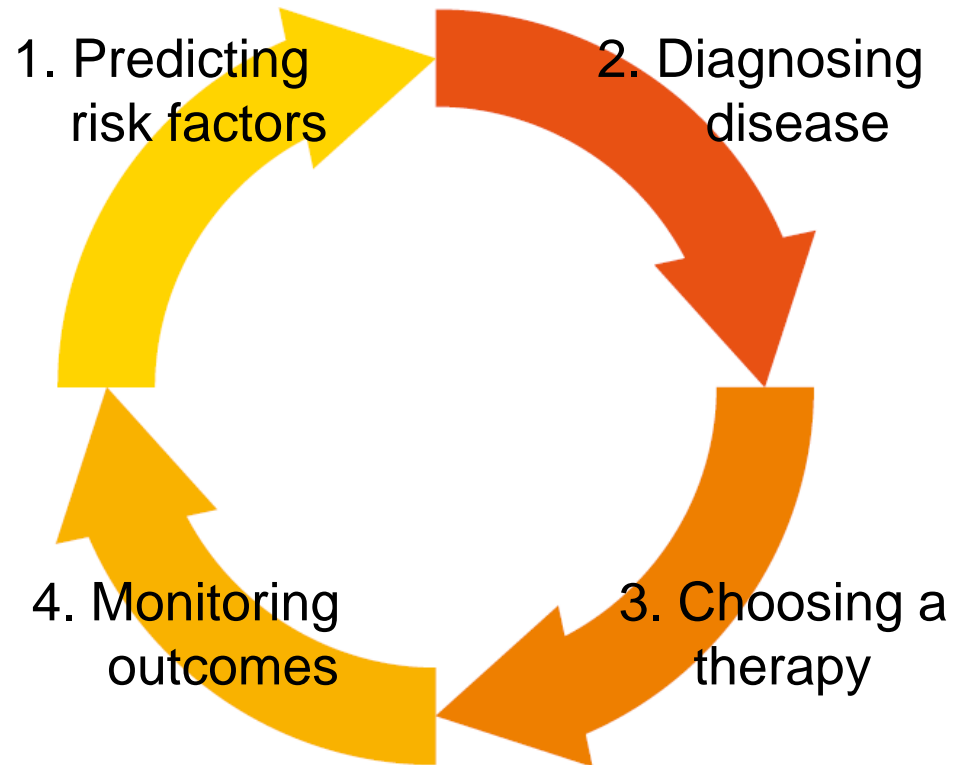 1. Predicting
risk factors
2. Diagnosing
disease
3. Choosing a
therapy
4. Monitoring
outcomes